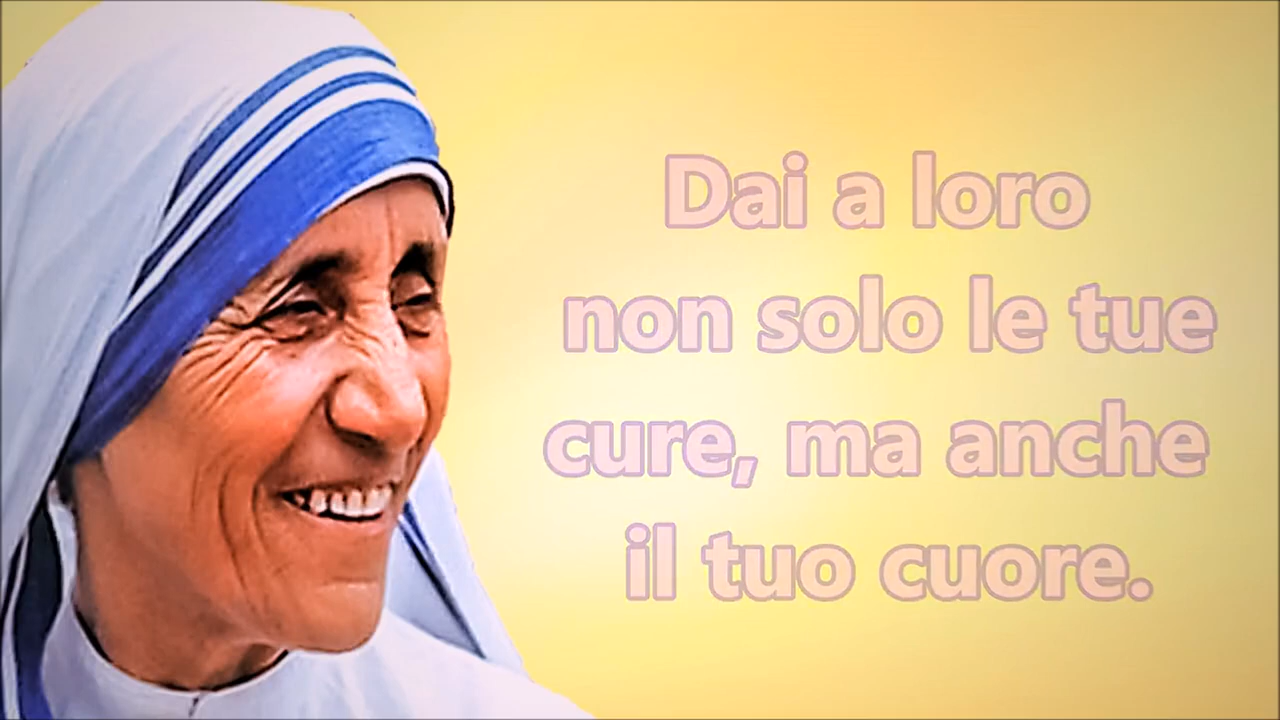 Dai a loro
non solo le tue
cure, ma anche
il tuo cuore.